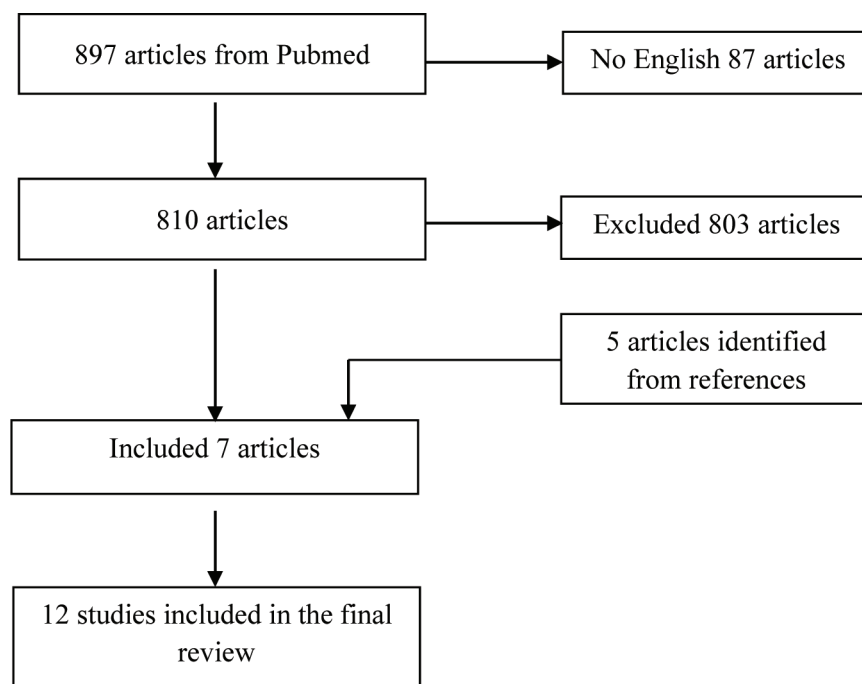 897 articles from Pubmed
No English 87 articles
810 articles
Excluded 803 articles
5 articles identified
from references
Included 7 articles
12 studies included in the final
review